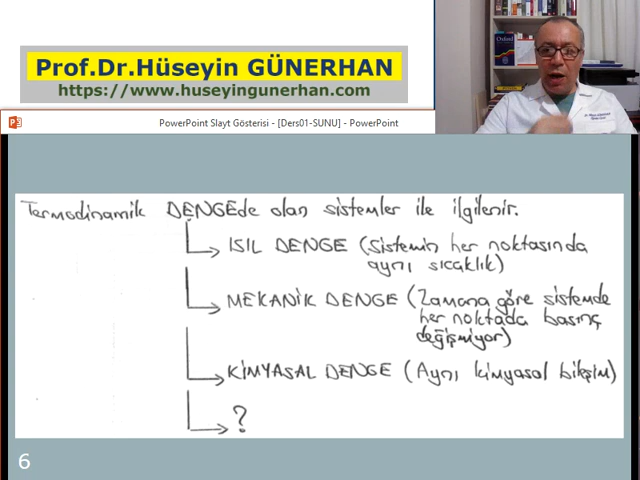 Prof.Dr.Hüseyin GÜNERHAN
https://www.huseyingunerhan.com
PowerPoint Slayt Gösterisi - [Ders01-SUNU] - PowerPoint
Termodinamik DENGEde olan sistemler ile ilgilenir.
ISIL DENGE (Sistemin her noktasında
aynı sıcaklık)
MEKANİK DENGE (Zamana göre sistemde
her noktada basınç
değişmiyor)
KİMYASAL DENGE (Aynı kimyasal bileşim)
?
6
Oxford